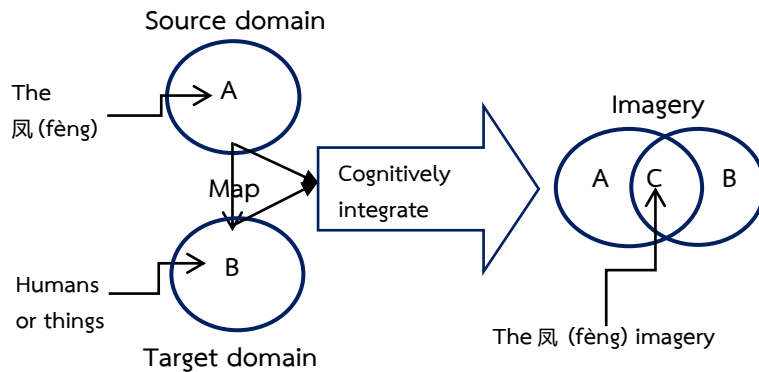 Source domain
The
凤 (fèng)
A
Map
Humans
or things
B
Target domain
Cognitively
integrate
Imagery
A C B
The 凤 (fèng) imagery